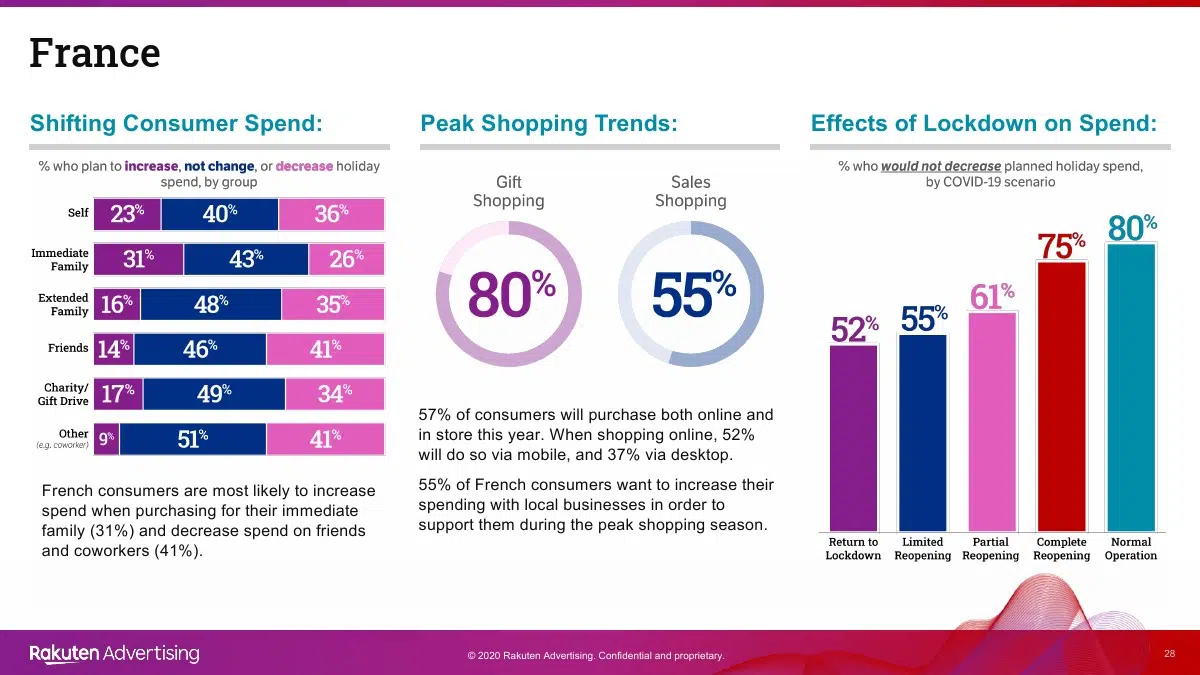 France
Shifting Consumer Spend:
% who plan to increase, not change, or decrease holiday
spend, by group
Self
23%
40%
36%
Immediate
Family
31%
43%
26%
Extended
Family
16%
48%
35%
Friends
14%
46%
41%
Charity/
Gift Drive
17%
49%
34%
Other
(e.g. coworker)
9%
51%
41%
French consumers are most likely to increase
spend when purchasing for their immediate
family (31%) and decrease spend on friends
and coworkers (41%).
Peak Shopping Trends:
Gift
Shopping
80%
Sales
Shopping
55%
57% of consumers will purchase both online and
in store this year. When shopping online, 52%
will do so via mobile, and 37% via desktop.
55% of French consumers want to increase their
spending with local businesses in order to
support them during the peak shopping season.
Effects of Lockdown on Spend:
% who would not decrease planned holiday spend,
by COVID-19 scenario
52%
55%
61%
75%
80%
Return to
Lockdown
Limited
Reopening
Partial
Reopening
Complete
Reopening
Normal
Operation
Rakuten Advertising
© 2020 Rakuten Advertising. Confidential and proprietary.
28